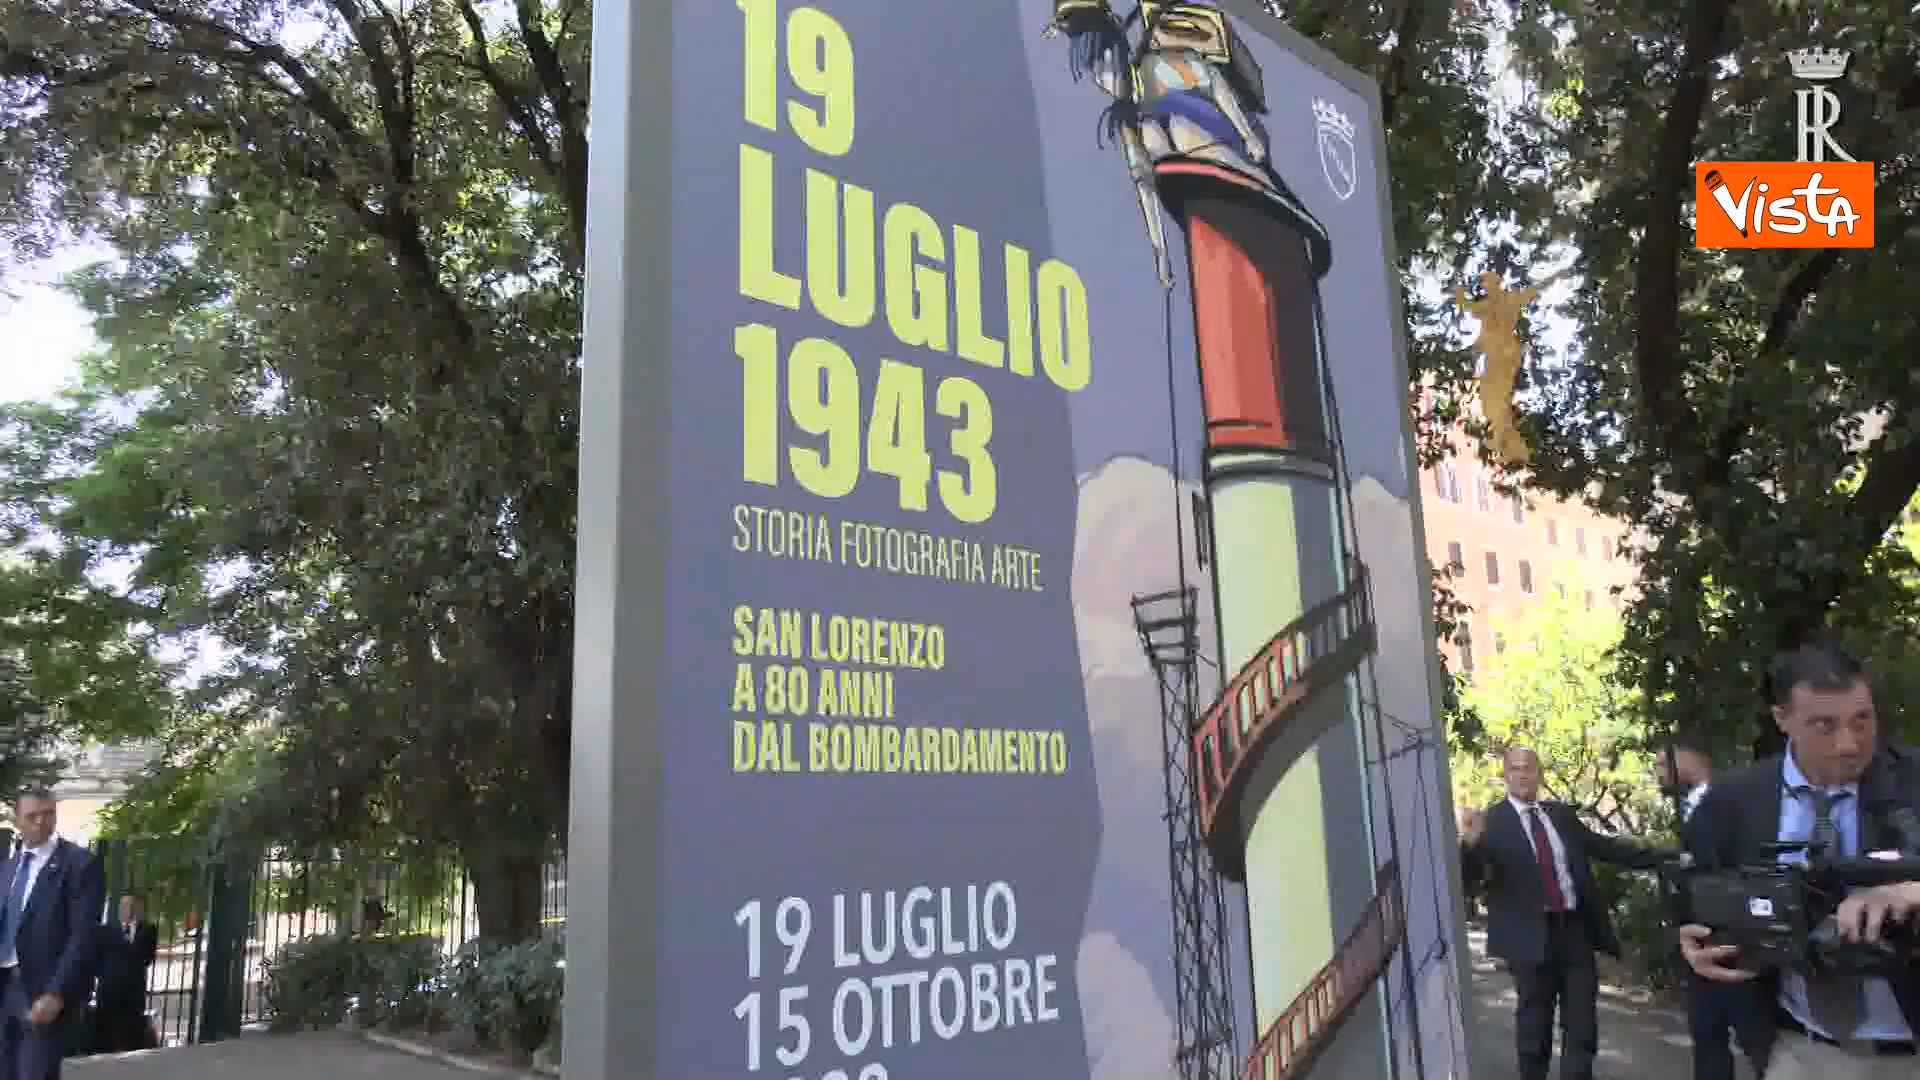 19
LUGLIO
1943
STORIA FOTOGRAFIA ARTE
SAN LORENZO
A 80 ANNI
DAL BOMBARDAMENTO
19 LUGLIO
15 OTTOBRE
VISTA